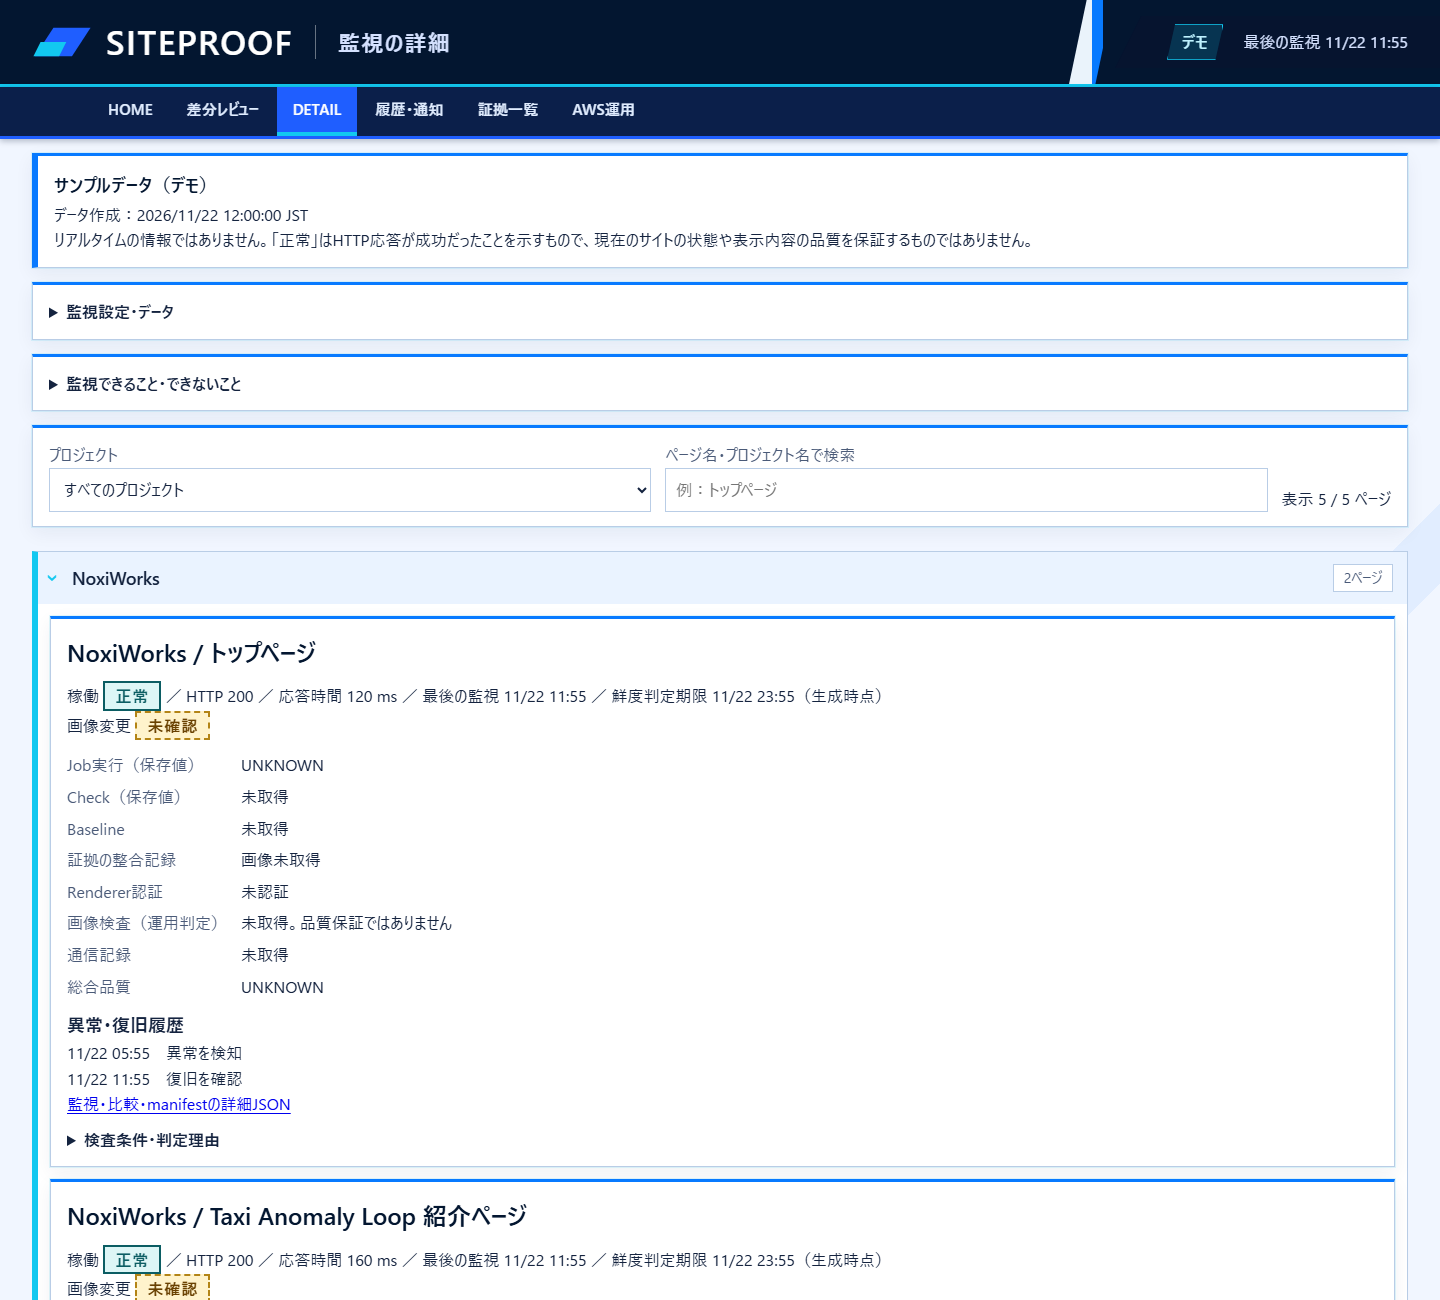 SITEPROOF 監視の詳細 デモ 最後の監視 11/22 11:55
HOME 差分レビュー DETAIL 履歴・通知 証拠一覧 AWS運用
サンプルデータ（デモ）
データ作成：2026/11/22 12:00:00 JST
リアルタイムの情報ではありません。「正常」はHTTP応答が成功だったことを示すもので、現在のサイトの状態や表示内容の品質を保証するものではありません。
▶ 監視設定・データ
▶ 監視できること・できないこと
プロジェクト ページ名・プロジェクト名で検索
すべてのプロジェクト 例：トップページ 表示 5 / 5 ページ
NoxiWorks 2ページ
NoxiWorks / トップページ
稼働 正常 ／ HTTP 200 ／ 応答時間 120 ms ／ 最後の監視 11/22 11:55 ／ 鮮度判定期限 11/22 23:55（生成時点）
画像変更 未確認
Job実行（保存値） UNKNOWN
Check（保存値） 未取得
Baseline 未取得
証拠の整合記録 画像未取得
Renderer認証 未認証
画像検査（運用判定） 未取得。品質保証ではありません
通信記録 未取得
総合品質 UNKNOWN
異常・復旧履歴
11/22 05:55 異常を検知
11/22 11:55 復旧を確認
監視・比較・manifestの詳細JSON
▶ 検査条件・判定理由
NoxiWorks / Taxi Anomaly Loop 紹介ページ
稼働 正常 ／ HTTP 200 ／ 応答時間 160 ms ／ 最後の監視 11/22 11:55 ／ 鮮度判定期限 11/22 23:55（生成時点）
画像変更 未確認